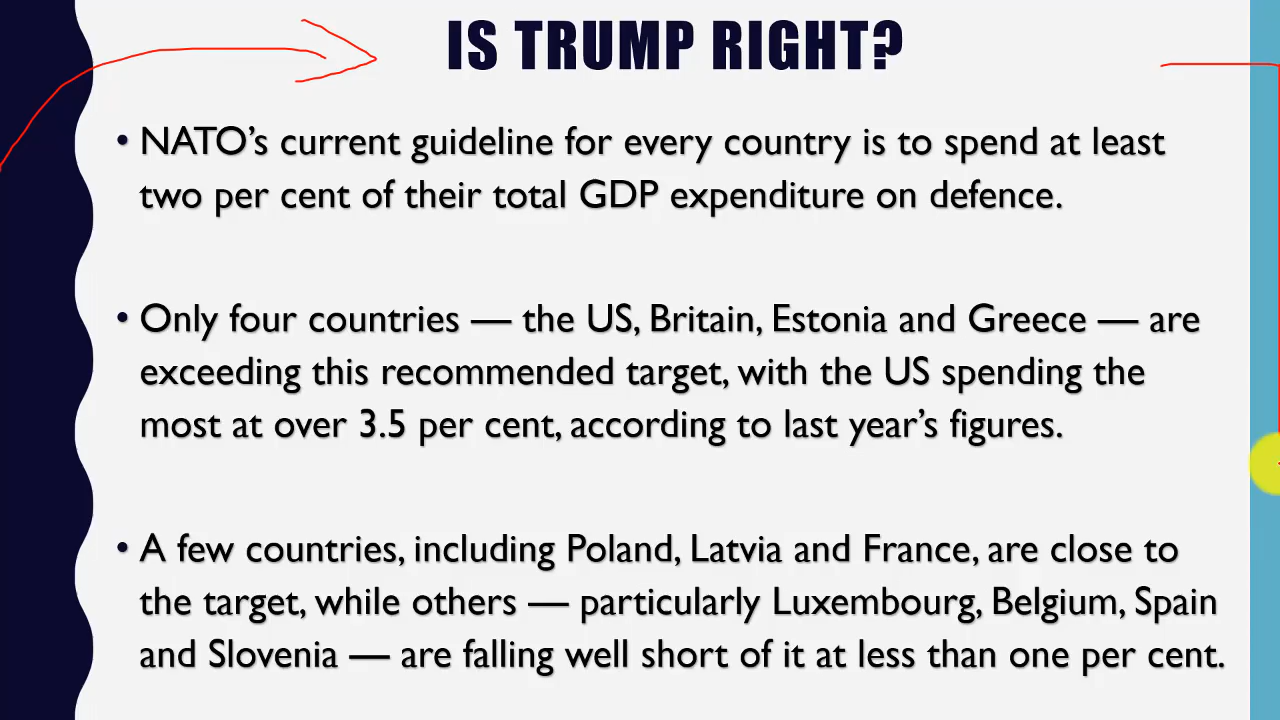 IS TRUMP RIGHT?
• NATO’s current guideline for every country is to spend at least
two per cent of their total GDP expenditure on defence.
• Only four countries — the US, Britain, Estonia and Greece — are
exceeding this recommended target, with the US spending the
most at over 3.5 per cent, according to last year’s figures.
• A few countries, including Poland, Latvia and France, are close to
the target, while others — particularly Luxembourg, Belgium, Spain
and Slovenia — are falling well short of it at less than one per cent.